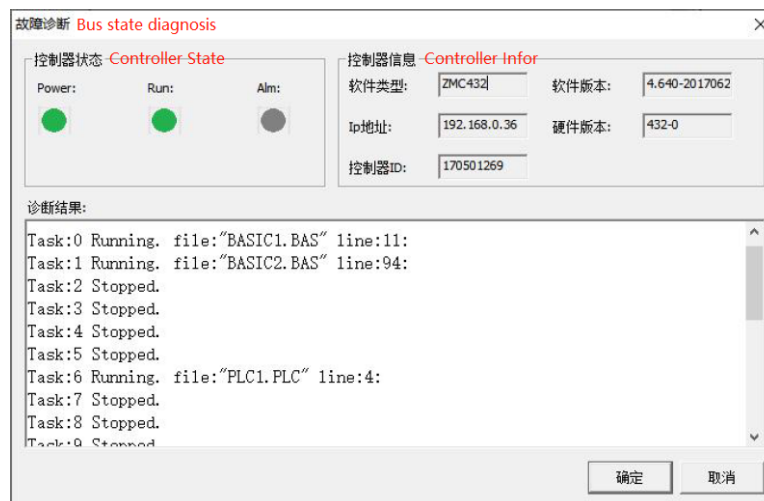 故障诊断 Bus state diagnosis
控制器状态 Controller State
Power: Run: Alm:
控制器信息 Controller Infor
软件类型: ZMC432 软件版本: 4.640-2017062
Ip地址: 192.168.0.36 硬件版本: 432-0
控制器ID: 170501269
诊断结果:
Task:0 Running. file:"BASIC1.BAS" line:11:
Task:1 Running. file:"BASIC2.BAS" line:94:
Task:2 Stopped.
Task:3 Stopped.
Task:4 Stopped.
Task:5 Stopped.
Task:6 Running. file:"PLC1.PLC" line:4:
Task:7 Stopped.
Task:8 Stopped.
Task:9 Stopped
确定 取消